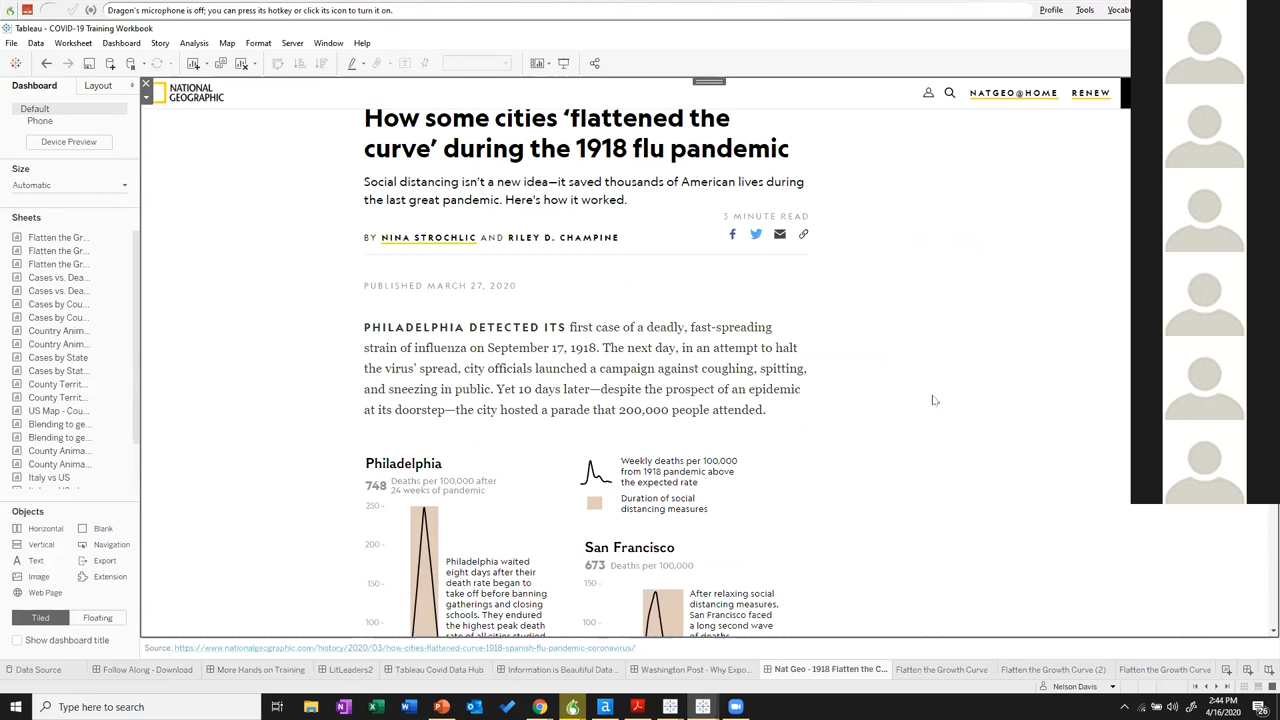 Dragon's microphone is off; you can press its hotkey or click its icon to turn it on.
Profile
Tools
Vocabu
Tableau - COVID-19 Training Workbook
File Data Worksheet Dashboard Story Analysis Map Format Server Window Help
Dashboard
Layout
Default
Phone
Device Preview
Size
Automatic
Sheets
Flatten the Gr...
Flatten the Gr...
Flatten the Gr...
Cases vs. Dea...
Cases vs. Dea...
Cases by Cou...
Cases by Cou...
Country Anim...
Country Anim...
Cases by State
Cases by Stat...
County Territ...
County Territ...
US Map - Cou...
Blending to ge...
Blending to ge...
County Anima...
County Anima...
Italy vs US
Objects
Horizontal
Blank
Vertical
Navigation
Text
Export
Image
Extension
Web Page
Tiled
Floating
Show dashboard title
NATIONAL
GEOGRAPHIC
NATGEO@HOME
RENEW
How some cities ‘flattened the
curve’ during the 1918 flu pandemic
Social distancing isn’t a new idea—it saved thousands of American lives during
the last great pandemic. Here's how it worked.
3 MINUTE READ
BY NINA STROCHLIC AND RILEY D. CHAMPINE
PUBLISHED MARCH 27, 2020
PHILADELPHIA DETECTED ITS first case of a deadly, fast-spreading
strain of influenza on September 17, 1918. The next day, in an attempt to halt
the virus’ spread, city officials launched a campaign against coughing, spitting,
and sneezing in public. Yet 10 days later—despite the prospect of an epidemic
at its doorstep—the city hosted a parade that 200,000 people attended.
Philadelphia
748 Deaths per 100,000 after
24 weeks of pandemic
250
200
150
100
Philadelphia waited
eight days after their
death rate began to
take off before banning
gatherings and closing
schools. They endured
the highest peak death
rate of all cities studied
Weekly deaths per 100,000
from 1918 pandemic above
the expected rate
Duration of social
distancing measures
San Francisco
673 Deaths per 100,000
150
100
After relaxing social
distancing measures,
San Francisco faced
a long second wave
of deaths
Source: https://www.nationalgeographic.com/history/2020/03/how-cities-flattened-curve-1918-spanish-flu-pandemic-coronavirus/
Data Source
Follow Along - Download
More Hands on Training
LitLeaders2
Tableau Covid Data Hub
Information is Beautiful Data...
Washington Post - Why Expo...
Nat Geo - 1918 Flatten the C...
Flatten the Growth Curve
Flatten the Growth Curve (2)
Flatten the Growth Curve
Nelson Davis
Type here to search
2:44 PM
4/16/2020
26